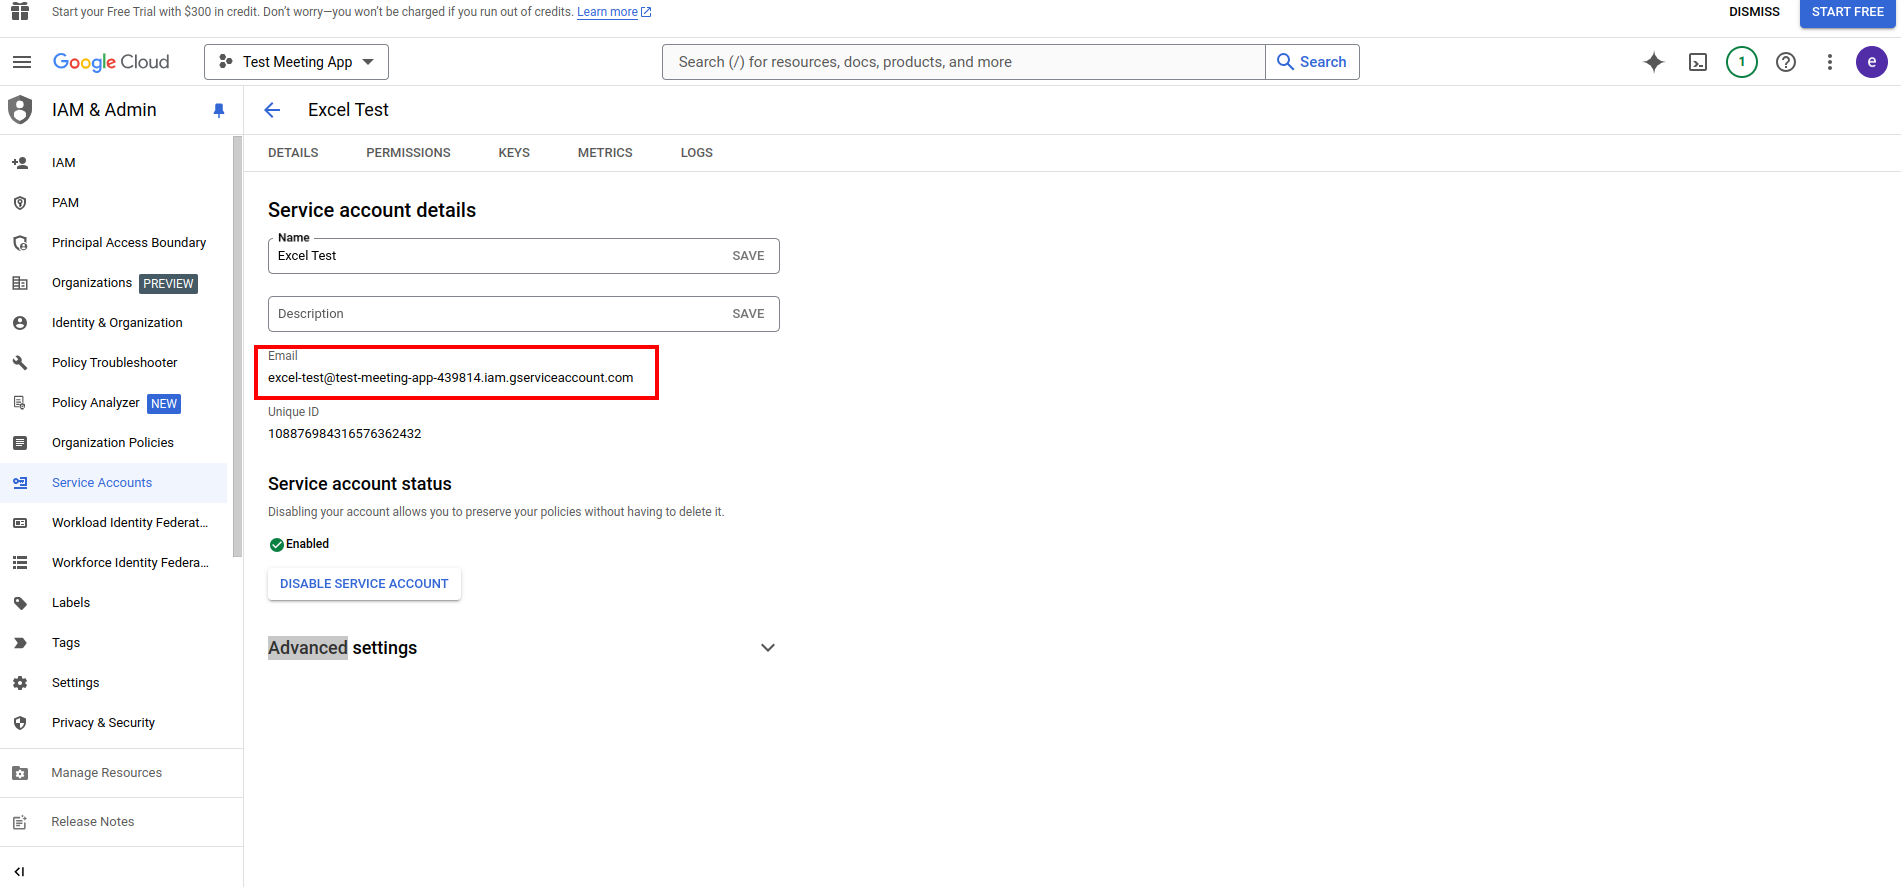 Start your Free Trial with $300 in credit. Don't worry—you won't be charged if you run out of credits. Learn more
DISMISS
START FREE
Google Cloud
Test Meeting App
Search (/) for resources, docs, products, and more
Search
1
e
IAM & Admin
Excel Test
DETAILS
PERMISSIONS
KEYS
METRICS
LOGS
IAM
PAM
Principal Access Boundary
Organizations PREVIEW
Identity & Organization
Policy Troubleshooter
Policy Analyzer NEW
Organization Policies
Service Accounts
Workload Identity Federat...
Workforce Identity Federa...
Labels
Tags
Settings
Privacy & Security
Manage Resources
Release Notes
Service account details
Name
Excel Test
SAVE
Description
SAVE
Email
excel-test@test-meeting-app-439814.iam.gserviceaccount.com
Unique ID
108876984316576362432
Service account status
Disabling your account allows you to preserve your policies without having to delete it.
Enabled
DISABLE SERVICE ACCOUNT
Advanced settings